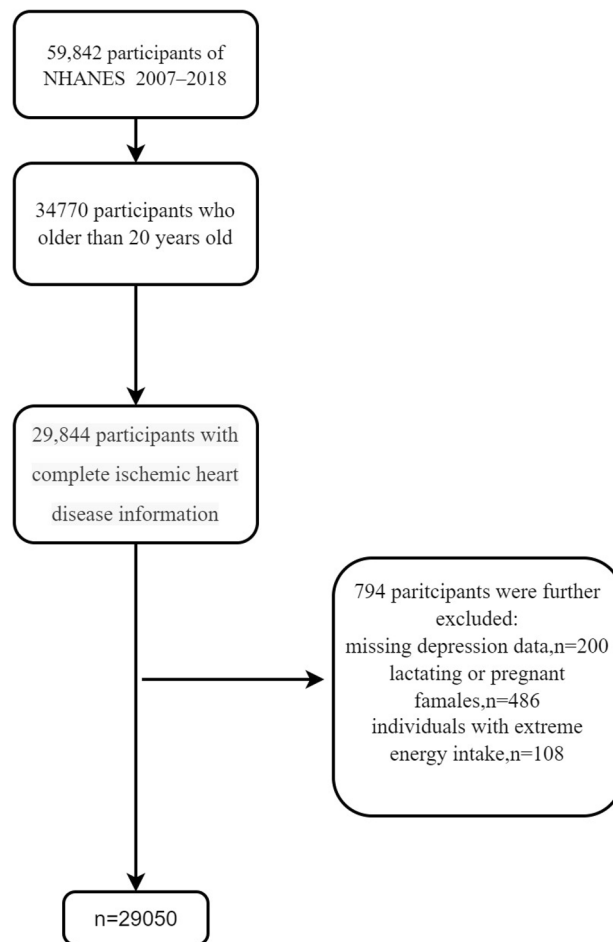 59,842 participants of
NHANES 2007–2018
34770 participants who
older than 20 years old
29,844 participants with
complete ischemic heart
disease information
794 paritcipants were further
excluded:
missing depression data,n=200
lactating or pregnant
famales,n=486
individuals with extreme
energy intake,n=108
n=29050